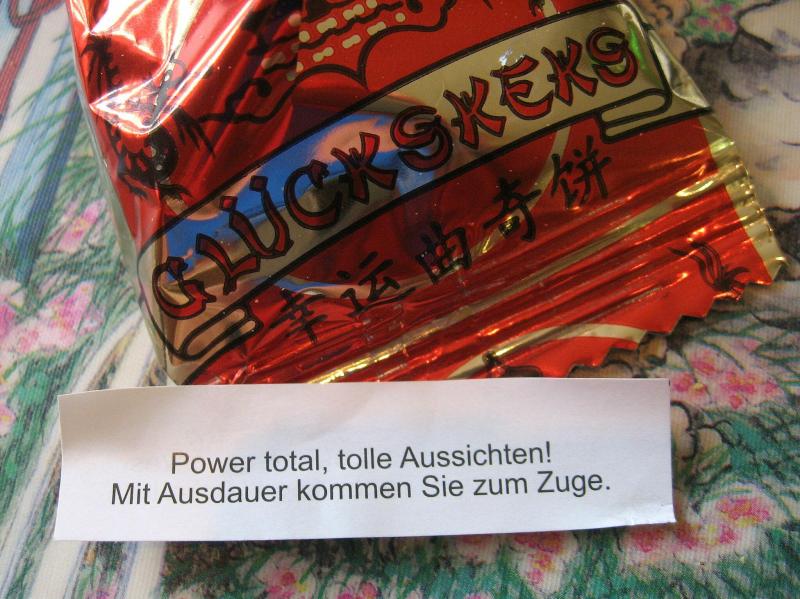 GLÜCKSKEKS
幸运曲奇饼
Power total, tolle Aussichten!
Mit Ausdauer kommen Sie zum Zuge.